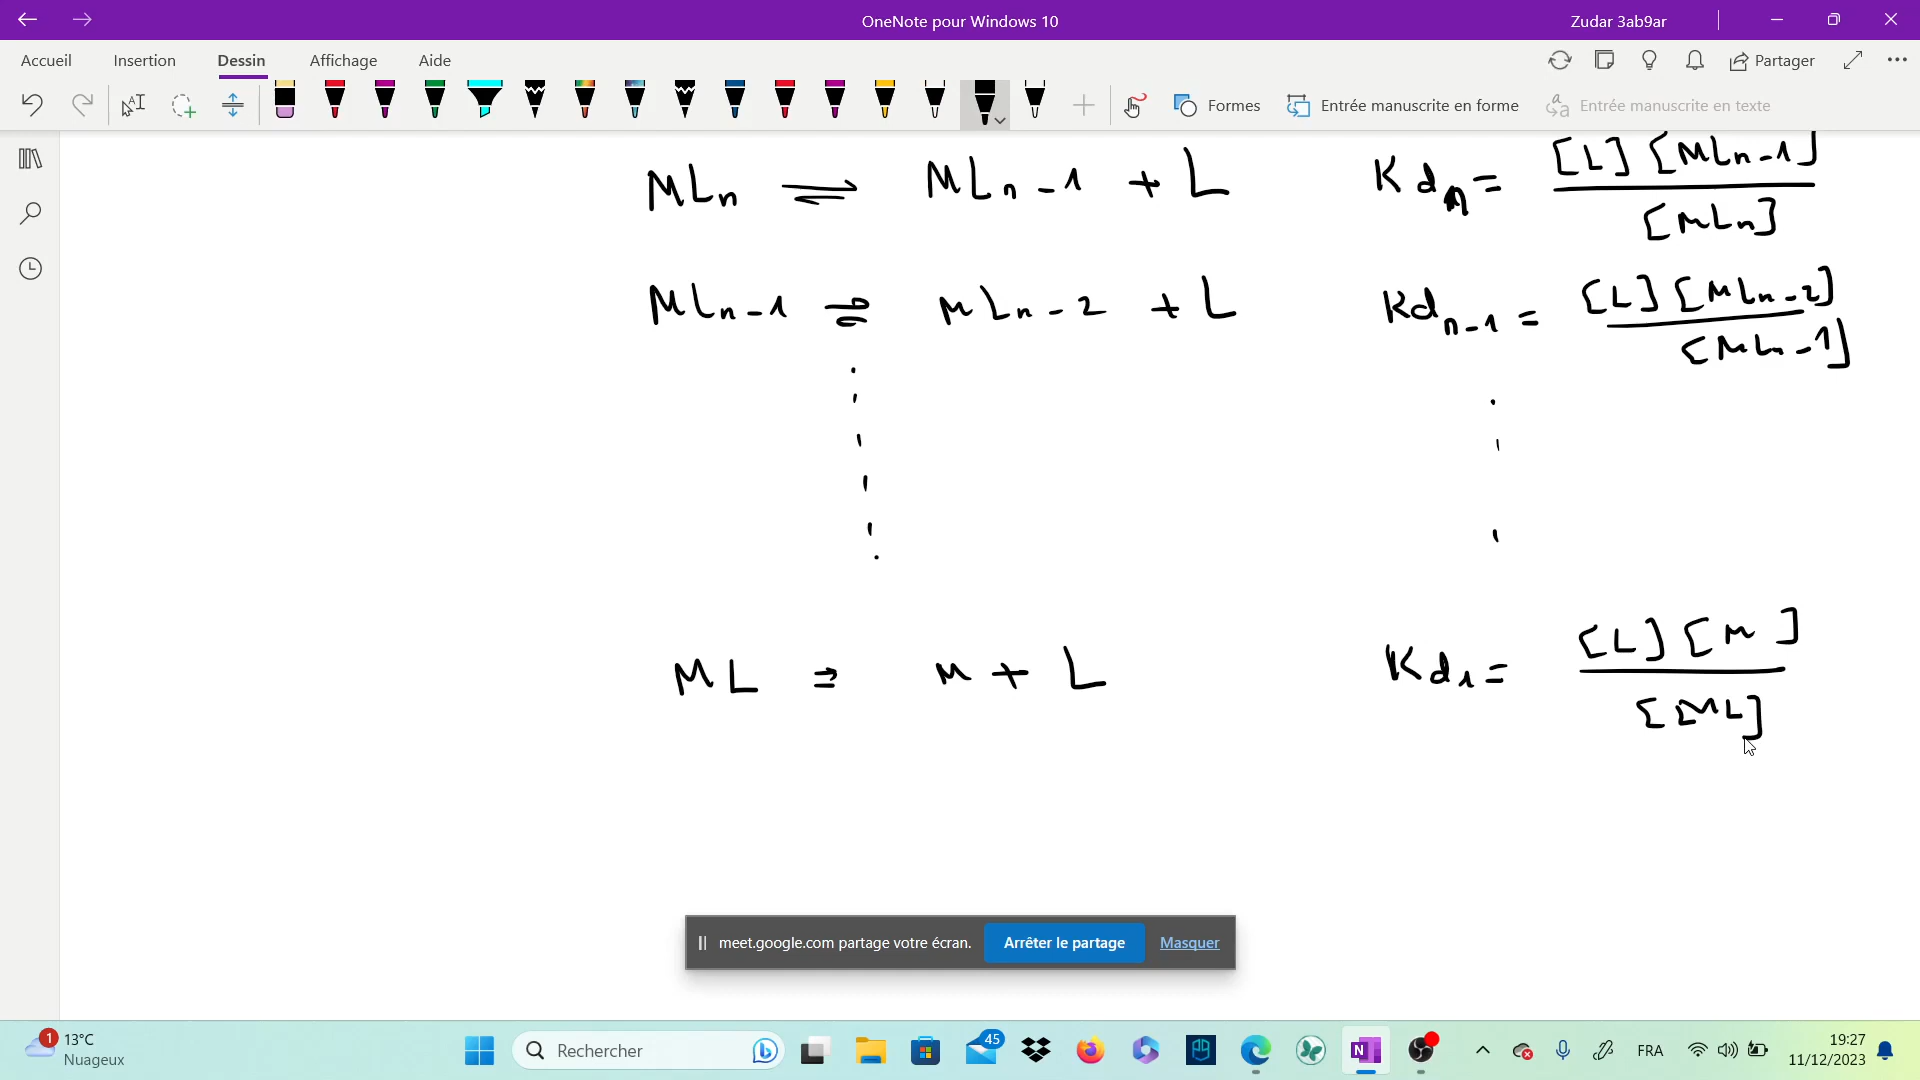 OneNote pour Windows 10
Zudar 3ab9ar
Accueil Insertion Dessin Affichage Aide
Partager
Formes Entrée manuscrite en forme Entrée manuscrite en texte
MLn ⇌ MLn-1 + L Kdn = [L][MLn-1] / [MLn]
MLn-1 ⇌ MLn-2 + L Kdn-1 = [L][MLn-2] / [MLn-1]
ML ⇌ M + L Kd1 = [L][M] / [ML]
meet.google.com partage votre écran. Arrêter le partage Masquer
1 13°C
Nuageux
Rechercher
45
FRA
19:27
11/12/2023